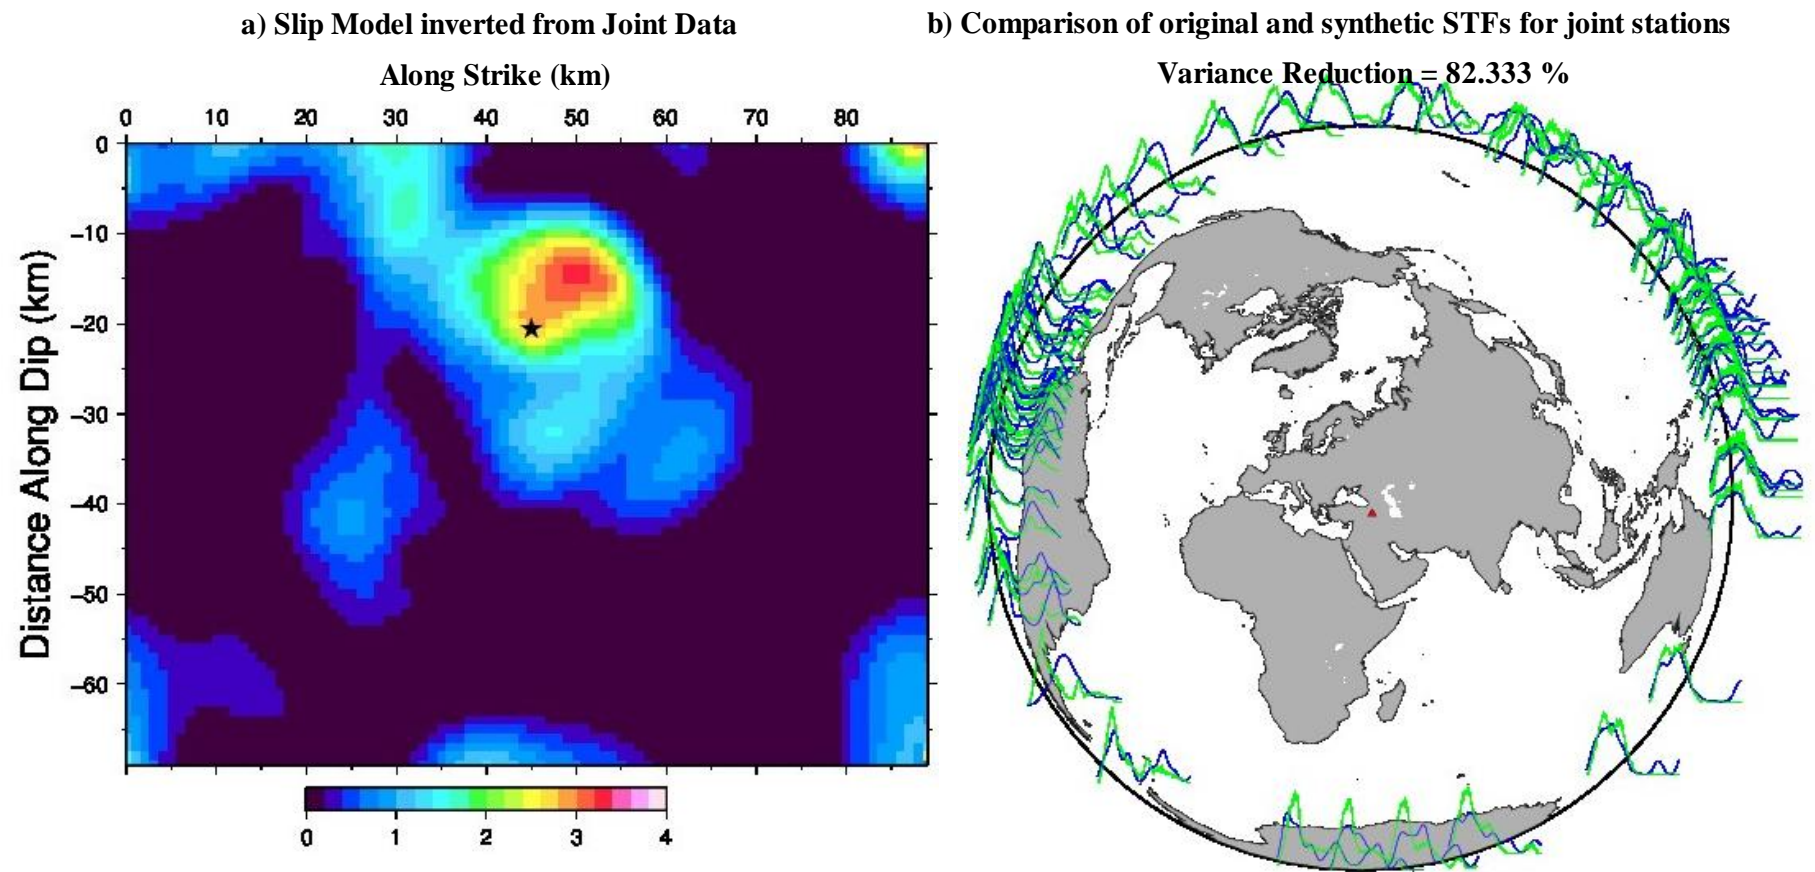 a) Slip Model inverted from Joint Data
Along Strike (km)
0 10 20 30 40 50 60 70 80
Distance Along Dip (km)
0
−10
−20
−30
−40
−50
−60
0 1 2 3 4
b) Comparison of original and synthetic STFs for joint stations
Variance Reduction = 82.333 %